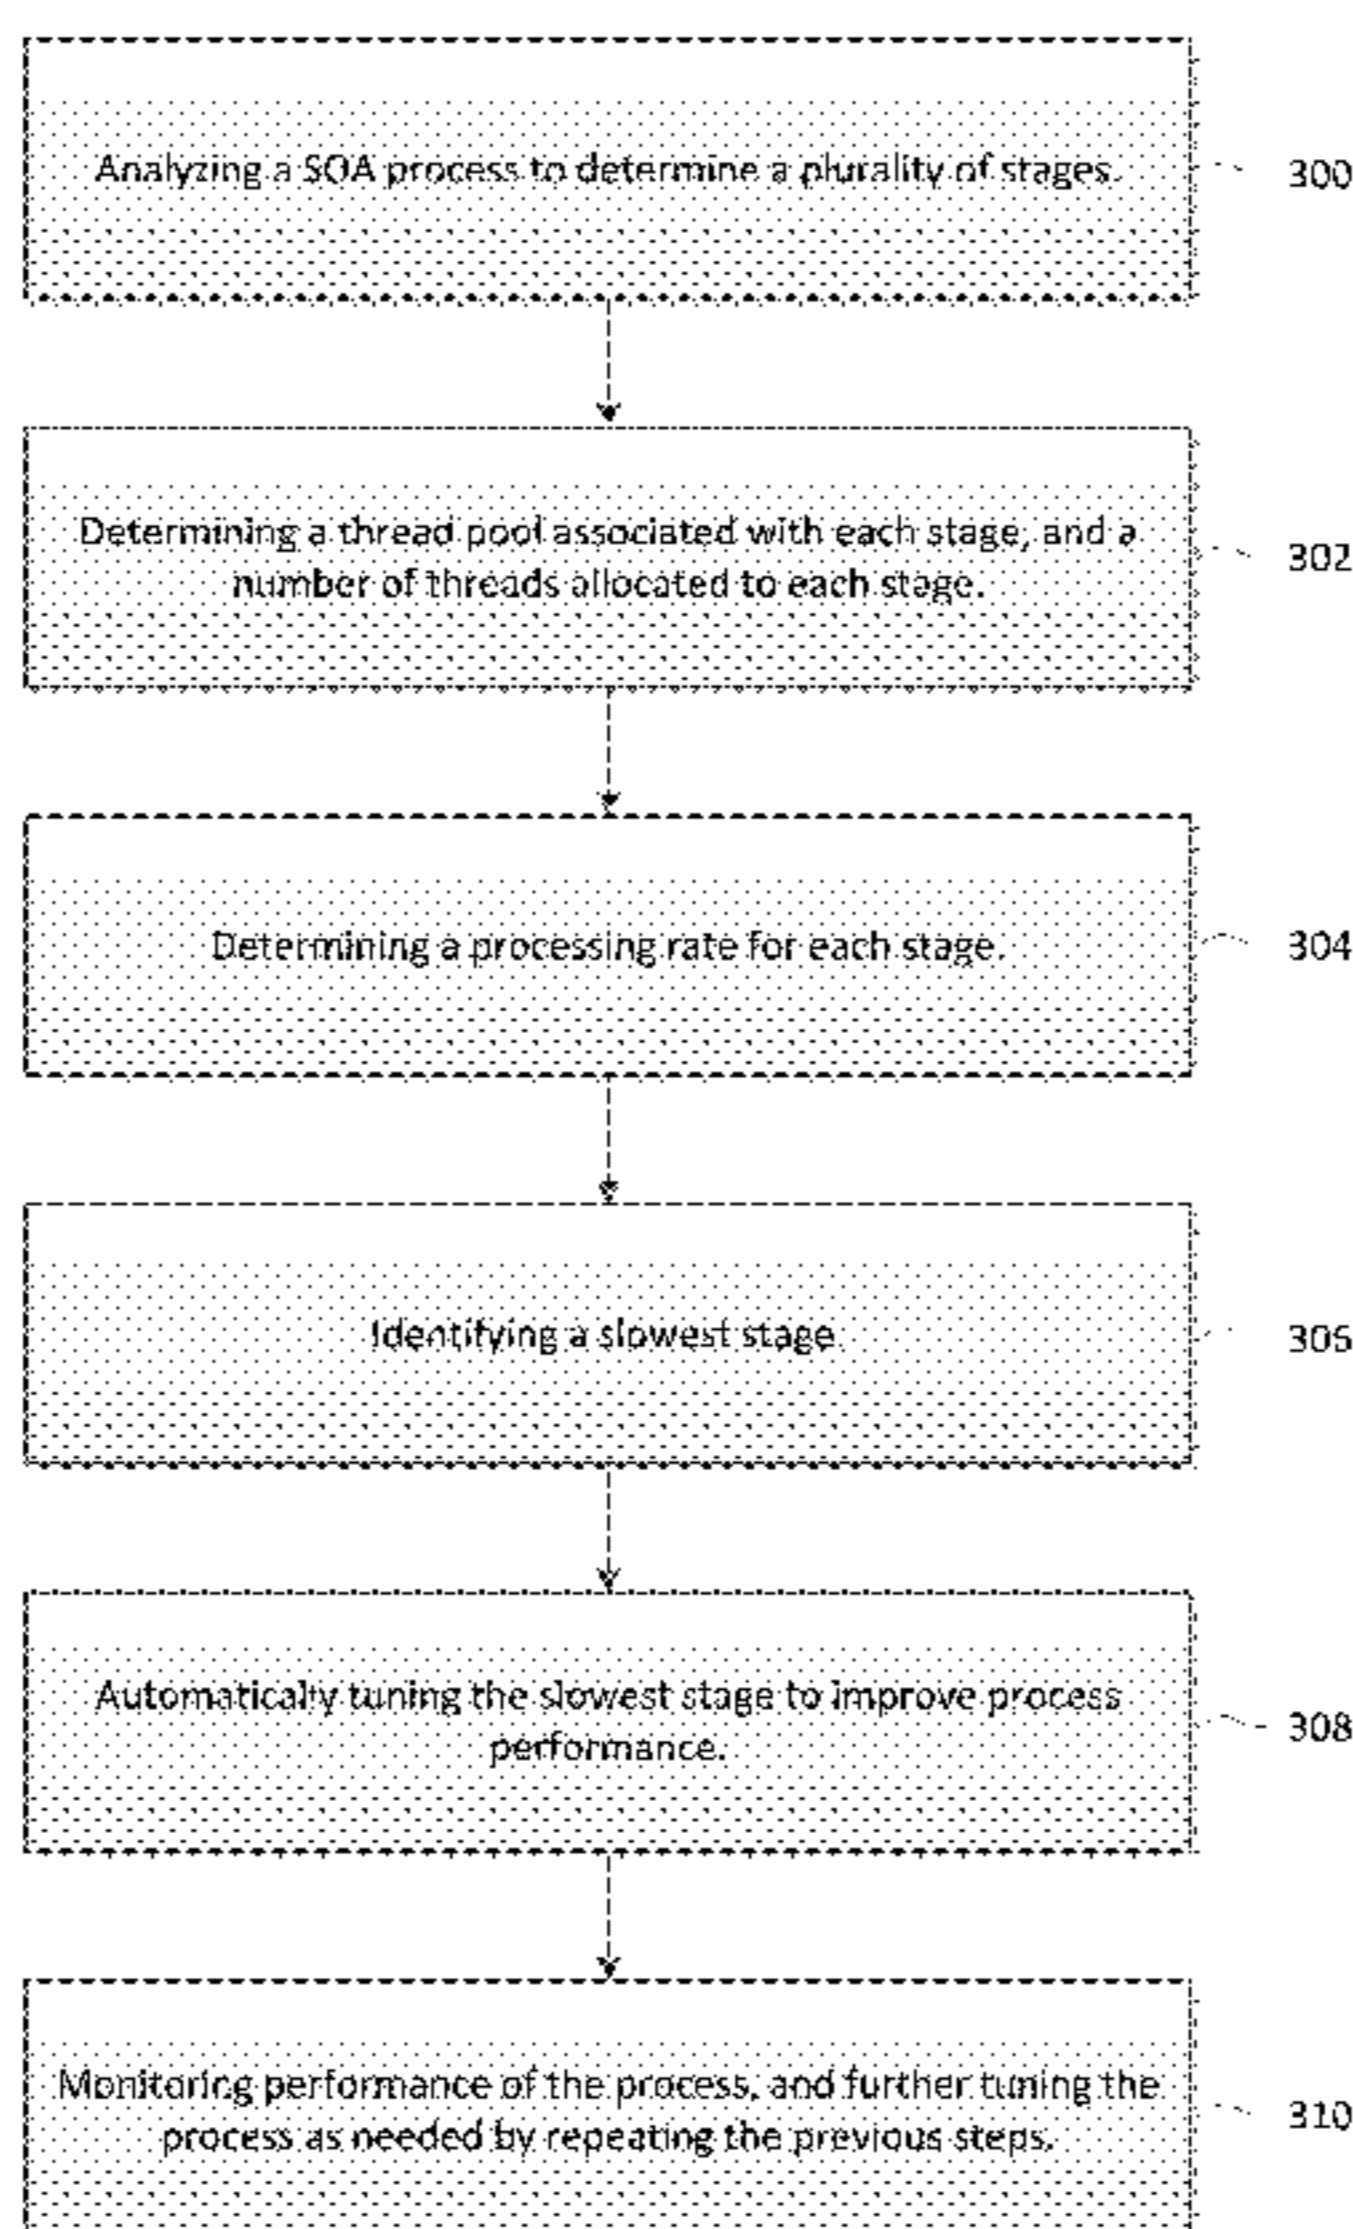 Analyzing a SOA process to determine a plurality of stages.
300
Determining a thread pool associated with each stage, and a
number of threads allocated to each stage.
302
Determining a processing rate for each stage.
304
Identifying a slowest stage.
306
Automatically tuning the slowest stage to improve process
performance.
308
Monitoring performance of the process, and further tuning the
process as needed by repeating the previous steps.
310